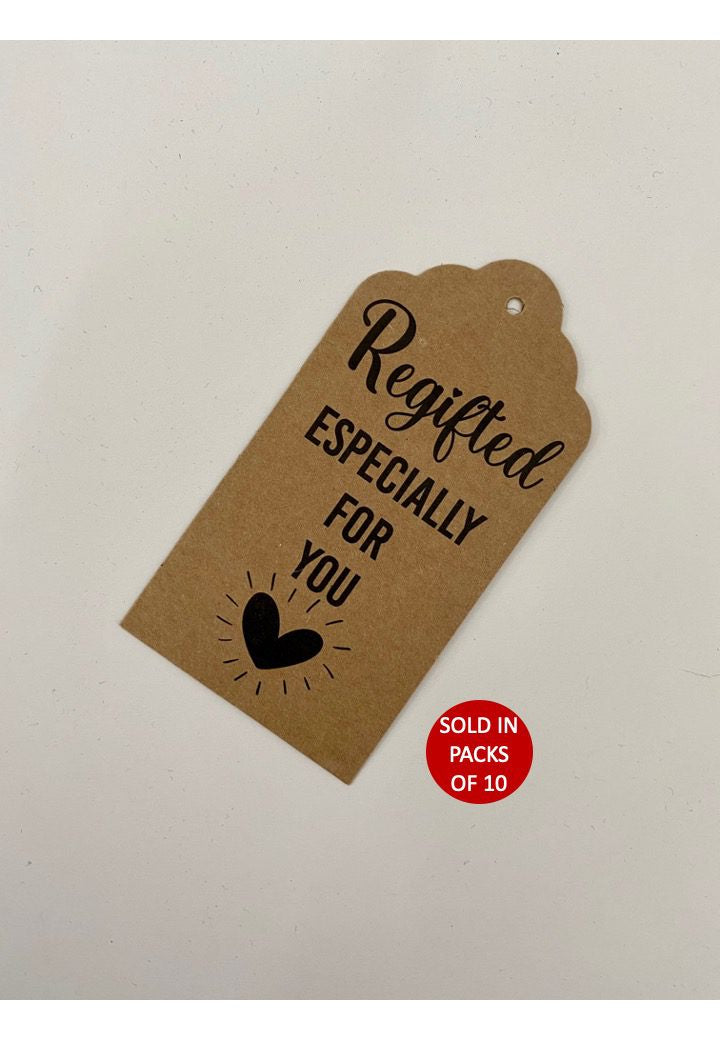 Regifted
ESPECIALLY
FOR
YOU
SOLD IN
PACKS
OF 10